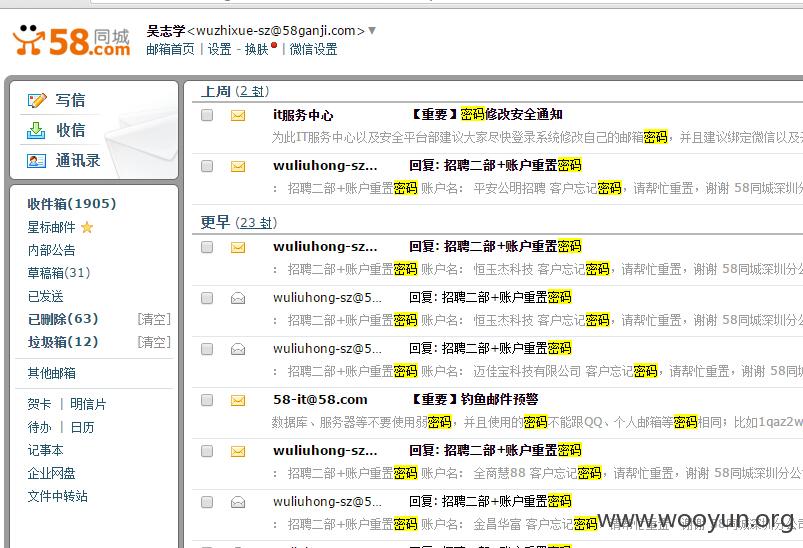 58同城
.com
吴志学<wuzhixue-sz@58ganji.com>
邮箱首页 | 设置 - 换肤 | 微信设置
写信
收信
通讯录
收件箱(1905)
星标邮件
内部公告
草稿箱(31)
已发送
已删除(63) [清空]
垃圾箱(12) [清空]
其他邮箱
贺卡 | 明信片
待办 | 日历
记事本
企业网盘
文件中转站
上周 (2 封)
it服务中心 【重要】密码修改安全通知
为此IT服务中心以及安全平台部建议大家尽快登录系统修改自己的邮箱密码，并且建议绑定微信以及
wuliuhong-sz... 回复: 招聘二部+账户重置密码
： 招聘二部+账户重置密码 账户名： 平安公明招聘 客户忘记密码，请帮忙重置，谢谢 58同城深圳分
更早 (23 封)
wuliuhong-sz... 回复: 招聘二部+账户重置密码
： 招聘二部+账户重置密码 账户名： 恒玉杰科技 客户忘记密码，请帮忙重置，谢谢 58同城深圳分公
wuliuhong-sz@5... 回复: 招聘二部+账户重置密码
： 招聘二部+账户重置密码 账户名： 恒玉杰科技 客户忘记密码，请帮忙重置，谢谢 58同城深圳分公
wuliuhong-sz@5... 回复: 招聘二部+账户重置密码
： 招聘二部+账户重置密码 账户名： 迈佳宝科技有限公司 客户忘记密码，请帮忙重置，谢谢 58同城
58-it@58.com 【重要】钓鱼邮件预警
数据库、服务器等不要使用弱密码，并且使用的密码不能跟QQ、个人邮箱等密码相同；比如1qaz2w
wuliuhong-sz... 回复: 招聘二部+账户重置密码
： 招聘二部+账户重置密码 账户名： 全商慧88 客户忘记密码，请帮忙重置，谢谢 58同城深圳分公
wuliuhong-sz@5... 回复: 招聘二部+账户重置密码
： 招聘二部+账户重置密码 账户名： 金昌华富 客户忘记密码，请帮忙重置，谢谢 58同城深圳分公司
www.wooyun.org